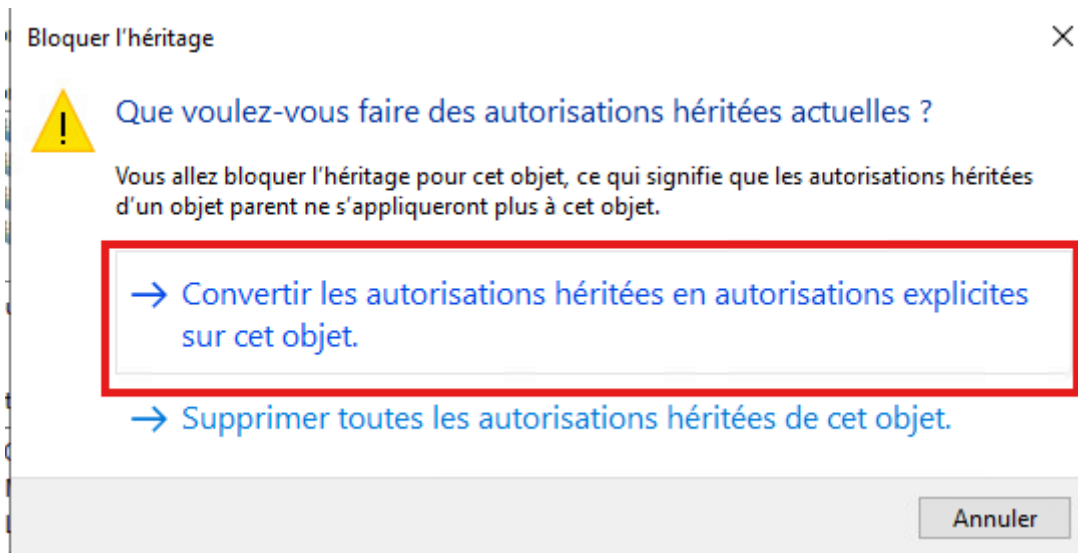 Bloquer l’héritage
Que voulez-vous faire des autorisations héritées actuelles ?
Vous allez bloquer l’héritage pour cet objet, ce qui signifie que les autorisations héritées
d’un objet parent ne s’appliqueront plus à cet objet.
→ Convertir les autorisations héritées en autorisations explicites
sur cet objet.
→ Supprimer toutes les autorisations héritées de cet objet.
Annuler